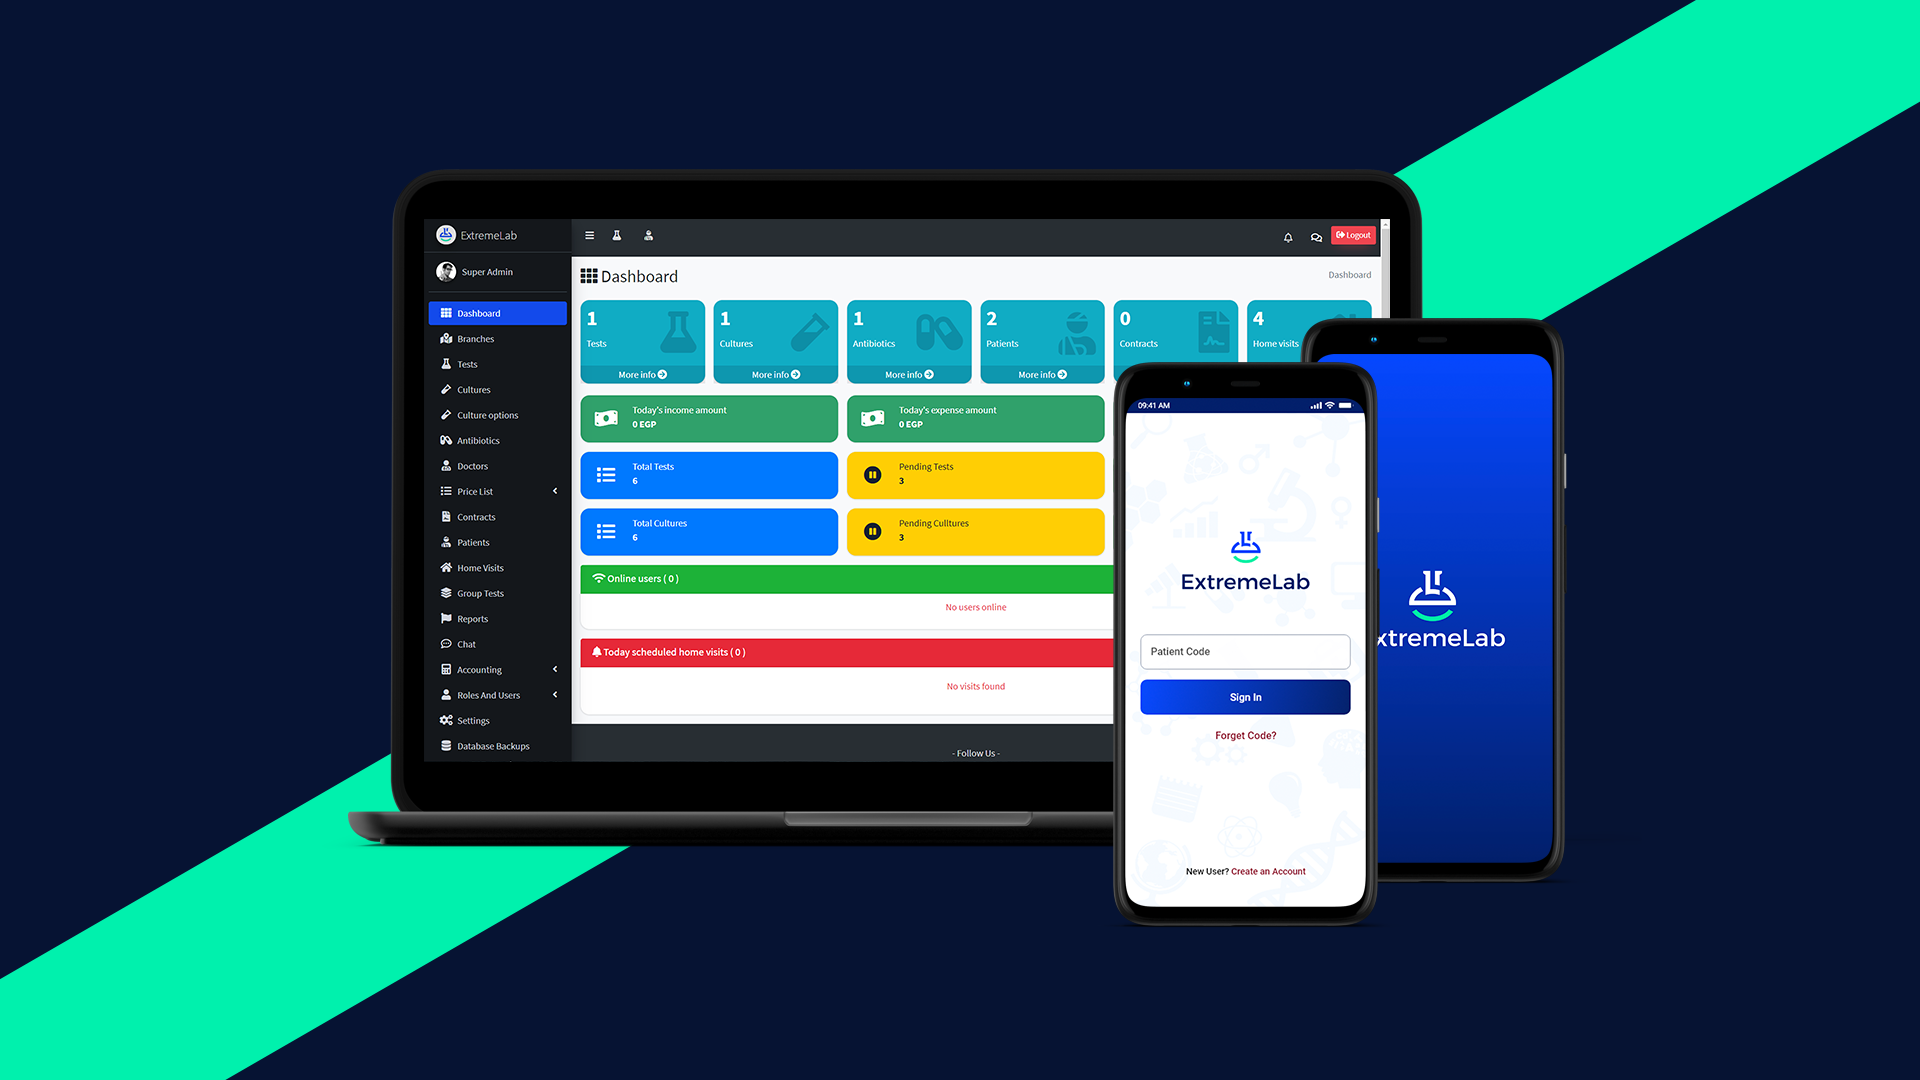 ExtremeLab
Logout
Super Admin
Dashboard
Branches
Tests
Cultures
Culture options
Antibiotics
Doctors
Price List
Contracts
Patients
Home Visits
Group Tests
Reports
Chat
Accounting
Roles And Users
Settings
Database Backups
Dashboard
Dashboard
1
Tests
More info
1
Cultures
More info
1
Antibiotics
More info
2
Patients
More info
0
Contracts
4
Home visits
Today's income amount
0 EGP
Today's expense amount
0 EGP
Total Tests
6
Pending Tests
3
Total Cultures
6
Pending Cultures
3
Online users ( 0 )
No users online
Today scheduled home visits ( 0 )
No visits found
- Follow Us -
09:41 AM
ExtremeLab
Patient Code
Sign In
Forget Code?
New User? Create an Account
xtremeLab